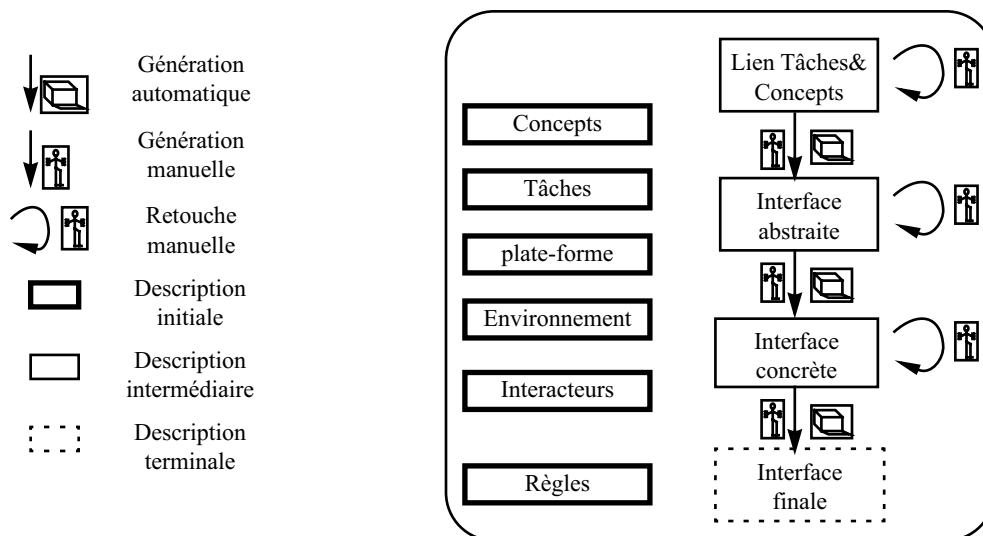 Génération
automatique
Génération
manuelle
Retouche
manuelle
Description
initiale
Description
intermédiaire
Description
terminale
Concepts
Tâches
plate-forme
Environnement
Interacteurs
Règles
Lien Tâches&
Concepts
Interface
abstraite
Interface
concrète
Interface
finale